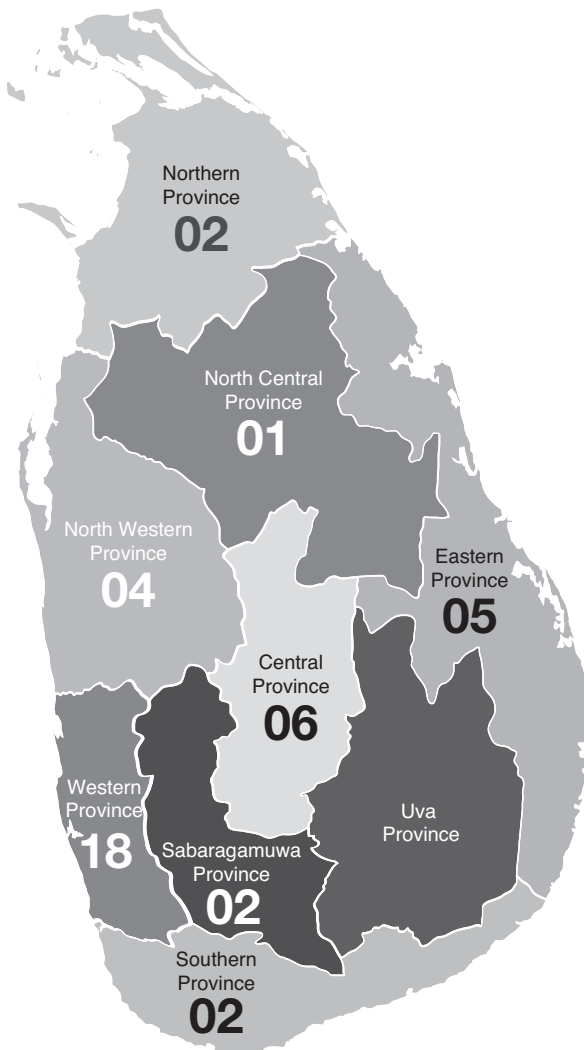 Northern
Province
02
North Central
Province
01
North Western
Province
04
Eastern
Province
05
Central
Province
06
Western
Province
18
Uva
Province
Sabaragamuwa
Province
02
Southern
Province
02